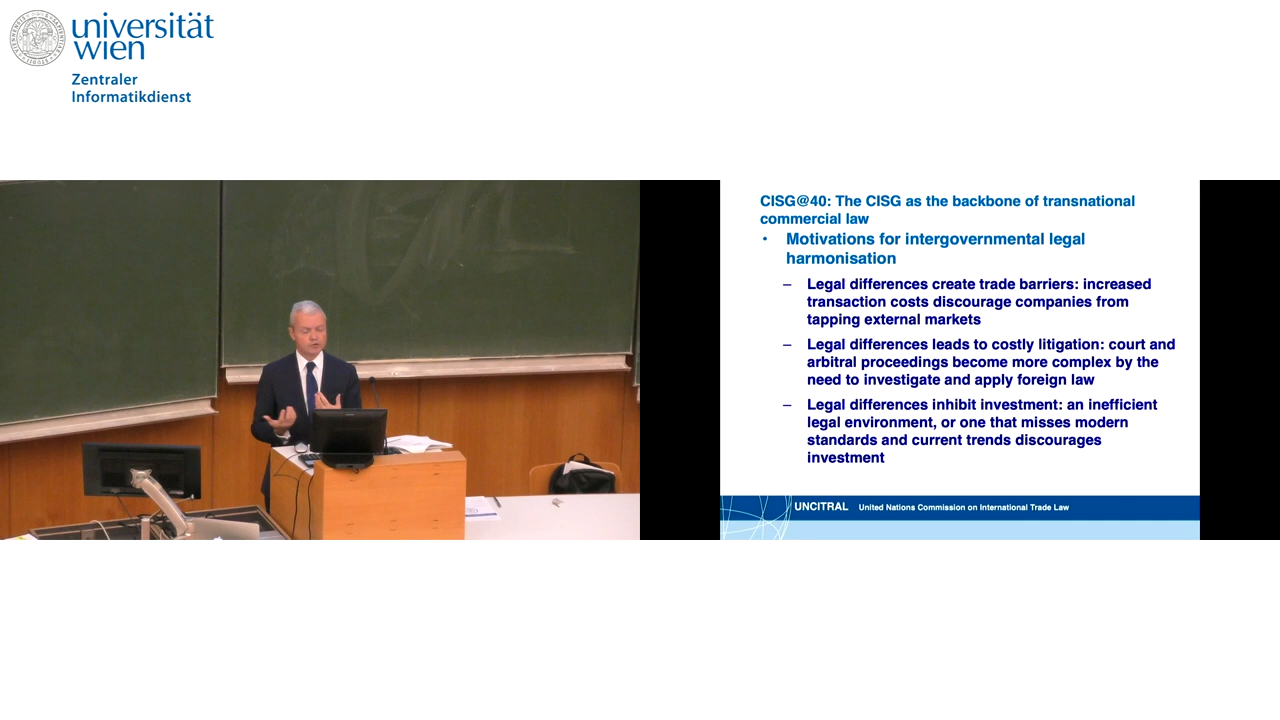 universität
wien
Zentraler
Informatikdienst
CISG@40: The CISG as the backbone of transnational
commercial law
• Motivations for intergovernmental legal
harmonisation
– Legal differences create trade barriers: increased
transaction costs discourage companies from
tapping external markets
– Legal differences leads to costly litigation: court and
arbitral proceedings become more complex by the
need to investigate and apply foreign law
– Legal differences inhibit investment: an inefficient
legal environment, or one that misses modern
standards and current trends discourages
investment
UNCITRAL United Nations Commission on International Trade Law